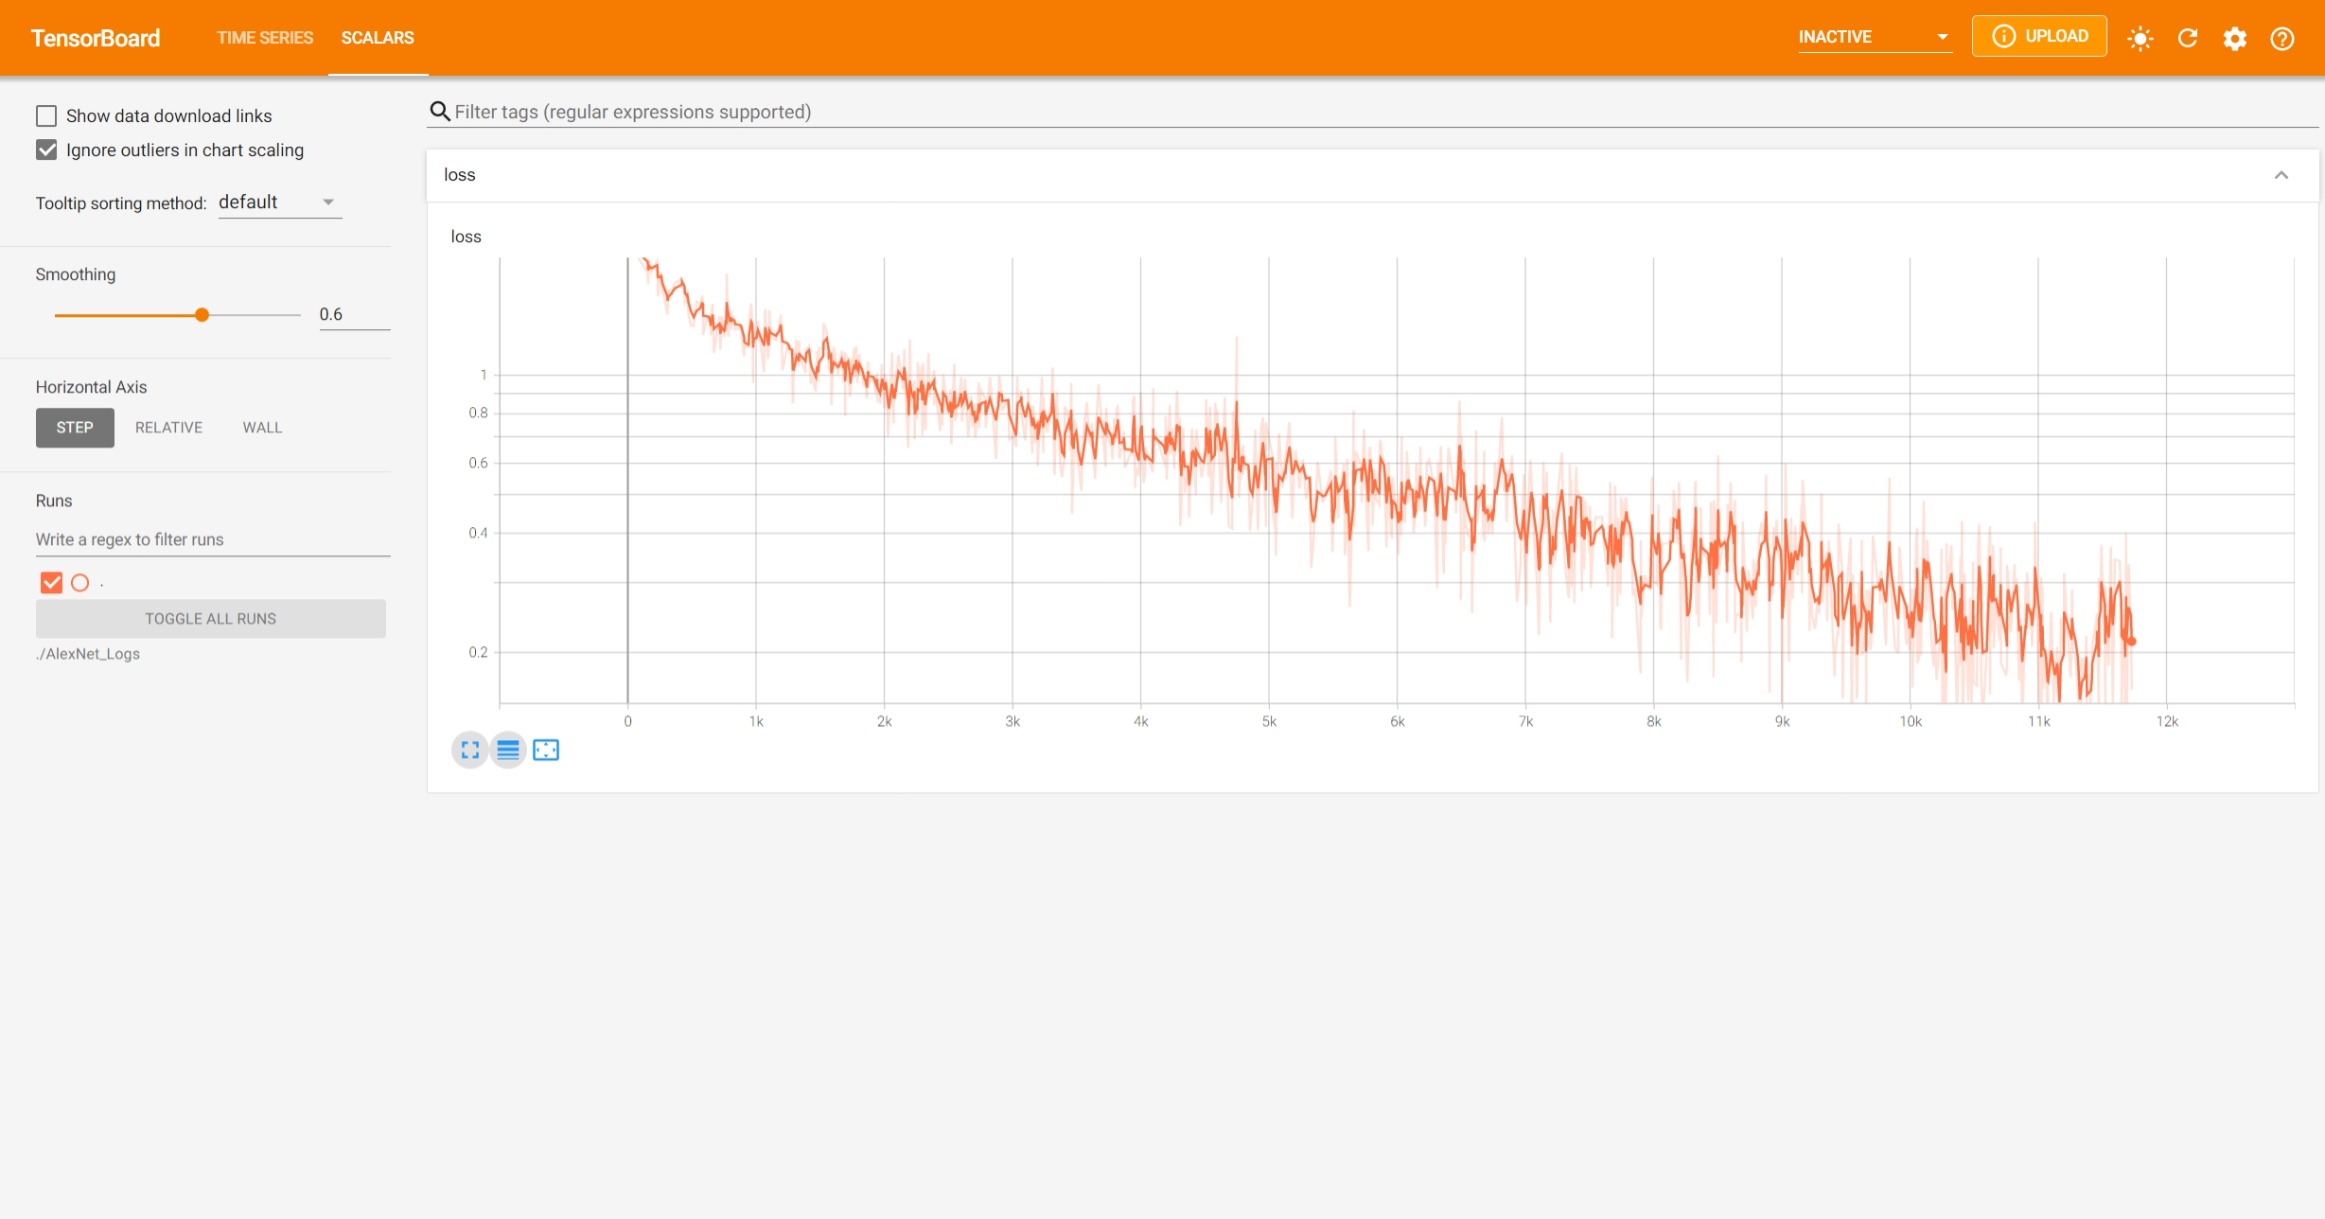 TensorBoard
TIME SERIES
SCALARS
INACTIVE
UPLOAD
Show data download links
Ignore outliers in chart scaling
Tooltip sorting method: default
Smoothing
0.6
Horizontal Axis
STEP
RELATIVE
WALL
Runs
Write a regex to filter runs
.
TOGGLE ALL RUNS
./AlexNet_Logs
Filter tags (regular expressions supported)
loss
loss
1
0.8
0.6
0.4
0.2
0 1k 2k 3k 4k 5k 6k 7k 8k 9k 10k 11k 12k